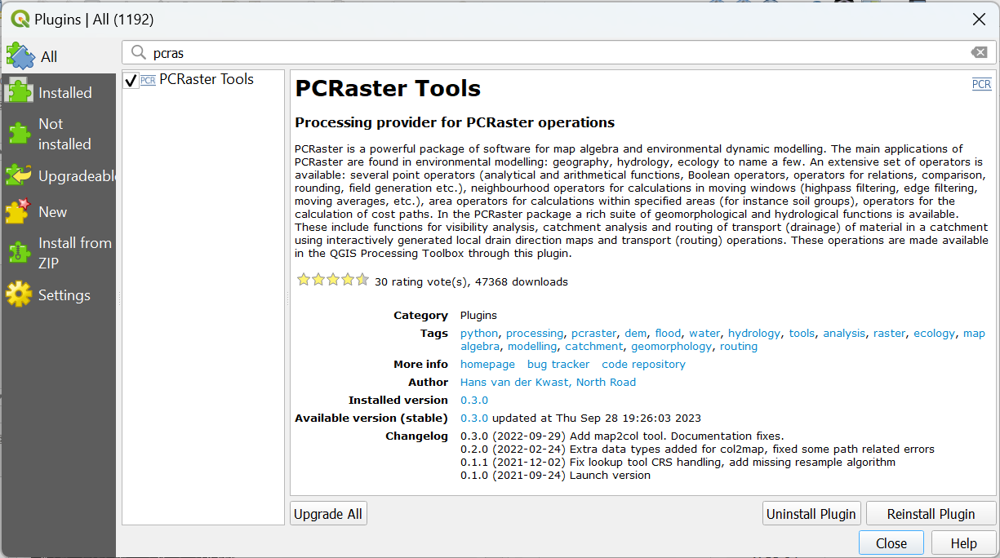 Plugins | All (1192)
All
Installed
Not
installed
Upgradeable
New
Install from
ZIP
Settings
pcras
PCR PCRaster Tools
PCRaster Tools
PCR
Processing provider for PCRaster operations
PCRaster is a powerful package of software for map algebra and environmental dynamic modelling. The main applications of
PCRaster are found in environmental modelling: geography, hydrology, ecology to name a few. An extensive set of operators is
available: several point operators (analytical and arithmetical functions, Boolean operators, operators for relations, comparison,
rounding, field generation etc.), neighbourhood operators for calculations in moving windows (highpass filtering, edge filtering,
moving averages, etc.), area operators for calculations within specified areas (for instance soil groups), operators for the
calculation of cost paths. In the PCRaster package a rich suite of geomorphological and hydrological functions is available.
These include functions for visibility analysis, catchment analysis and routing of transport (drainage) of material in a catchment
using interactively generated local drain direction maps and transport (routing) operations. These operations are made available
in the QGIS Processing Toolbox through this plugin.
30 rating vote(s), 47368 downloads
Category Plugins
Tags python, processing, pcraster, dem, flood, water, hydrology, tools, analysis, raster, ecology, map
algebra, modelling, catchment, geomorphology, routing
More info homepage bug tracker code repository
Author Hans van der Kwast, North Road
Installed version 0.3.0
Available version (stable) 0.3.0 updated at Thu Sep 28 19:26:03 2023
Changelog 0.3.0 (2022-09-29) Add map2col tool. Documentation fixes.
0.2.0 (2022-02-24) Extra data types added for col2map, fixed some path related errors
0.1.1 (2021-12-02) Fix lookup tool CRS handling, add missing resample algorithm
0.1.0 (2021-09-24) Launch version
Upgrade All
Uninstall Plugin
Reinstall Plugin
Close
Help